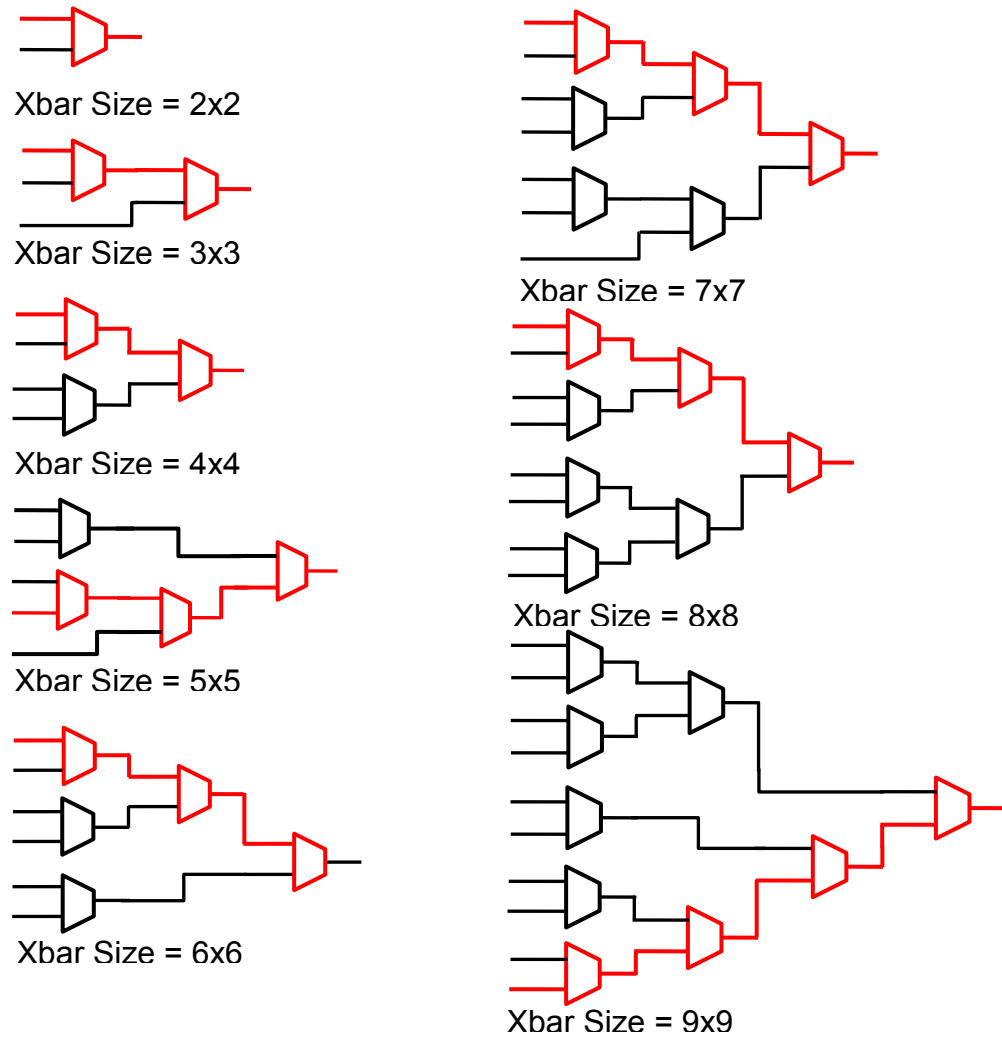 Xbar Size = 2x2
Xbar Size = 3x3
Xbar Size = 4x4
Xbar Size = 5x5
Xbar Size = 6x6
Xbar Size = 7x7
Xbar Size = 8x8
Xbar Size = 9x9